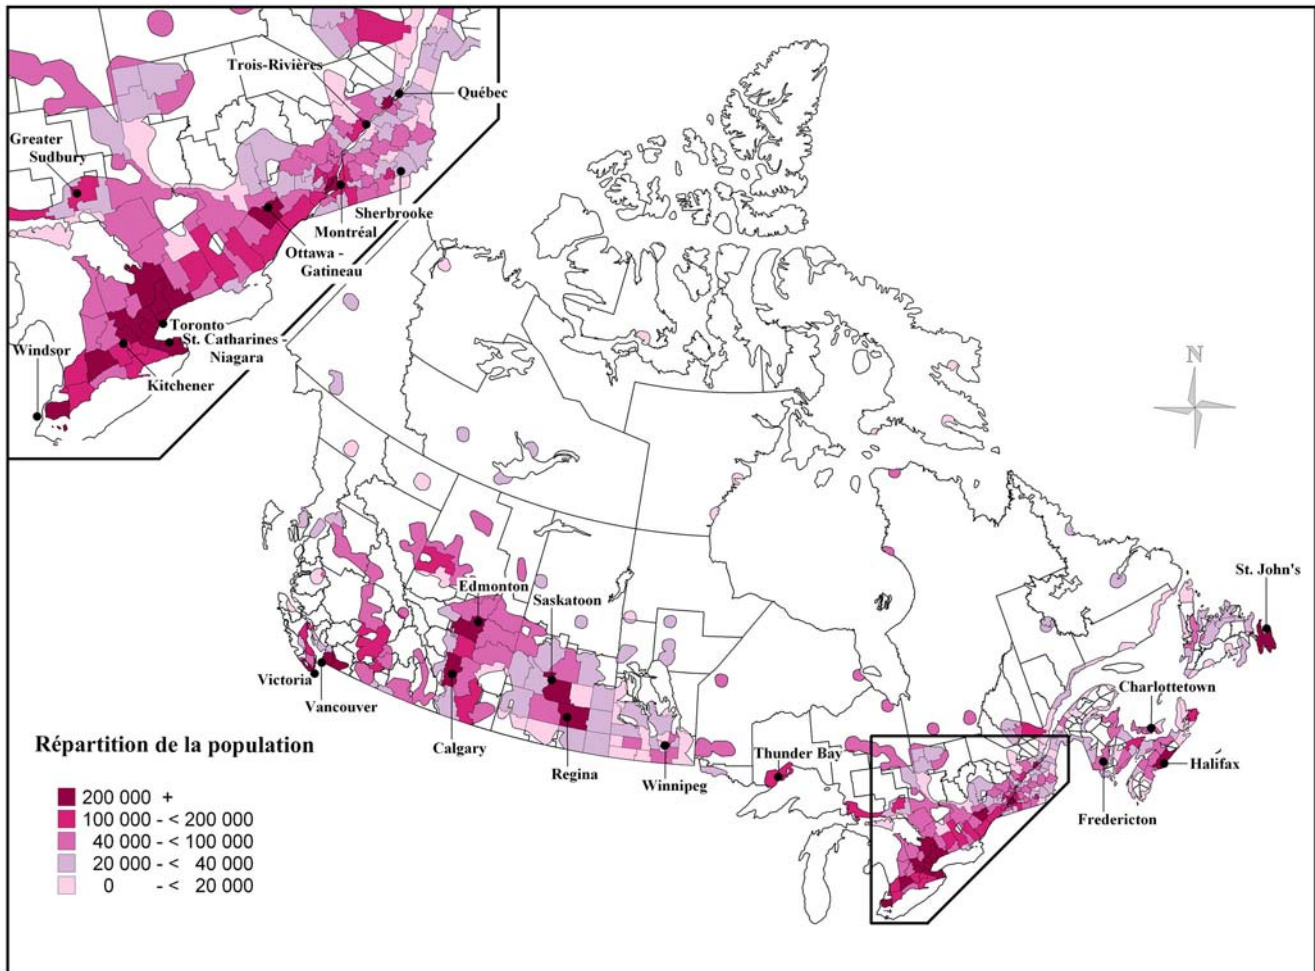 Trois-Rivières
Québec
Greater
Sudbury
Sherbrooke
Montréal
Ottawa -
Gatineau
Toronto
St. Catharines -
Niagara
Windsor
Kitchener
N
St. John's
Edmonton
Saskatoon
Victoria
Vancouver
Calgary
Regina
Winnipeg
Thunder Bay
Charlottetown
Halifax
Fredericton
Répartition de la population
200 000 +
100 000 - < 200 000
40 000 - < 100 000
20 000 - < 40 000
0 - < 20 000